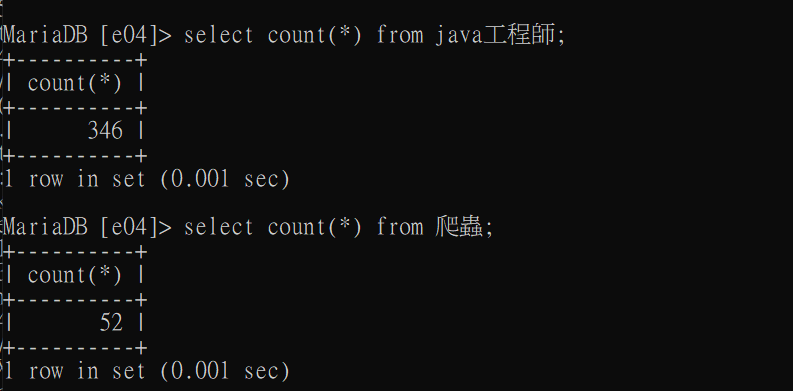 MariaDB [e04]> select count(*) from java工程師;
+----------+
| count(*) |
+----------+
|      346 |
+----------+
1 row in set (0.001 sec)
MariaDB [e04]> select count(*) from 爬蟲;
+----------+
| count(*) |
+----------+
|       52 |
+----------+
1 row in set (0.001 sec)